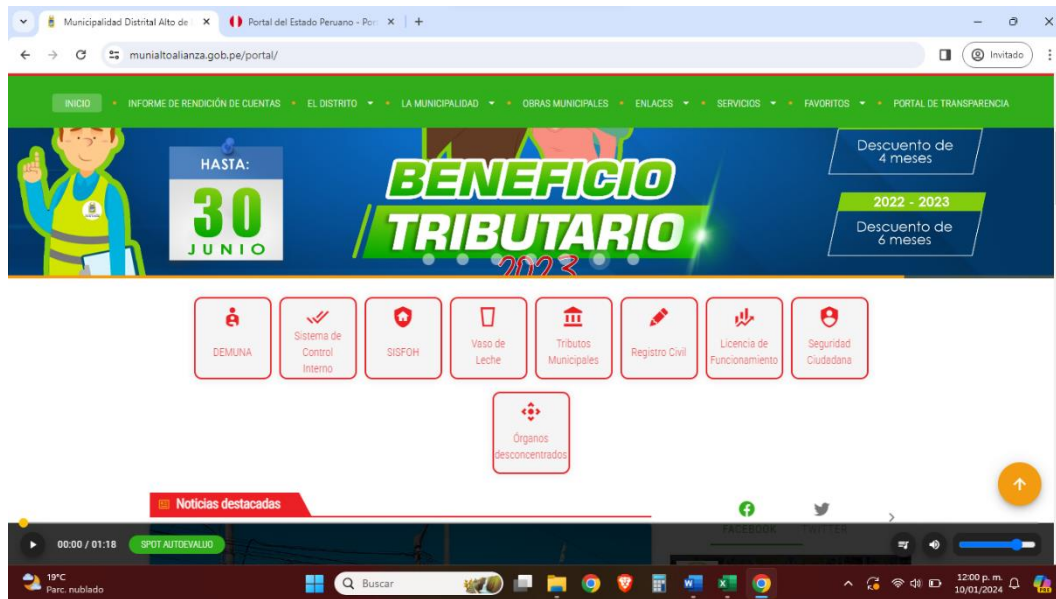 Municipalidad Distrital Alto de
Portal del Estado Peruano - Por
munialtoalianza.gob.pe/portal/
Invitado
INICIO
INFORME DE RENDICIÓN DE CUENTAS
EL DISTRITO
LA MUNICIPALIDAD
OBRAS MUNICIPALES
ENLACES
SERVICIOS
FAVORITOS
PORTAL DE TRANSPARENCIA
HASTA:
30
JUNIO
BENEFICIO
TRIBUTARIO
2023
Descuento de
4 meses
2022 - 2023
Descuento de
6 meses
DEMUNA
Sistema de
Control
Interno
SISFOH
Vaso de
Leche
Tributos
Municipales
Registro Civil
Licencia de
Funcionamiento
Seguridad
Ciudadana
Órganos
desconcentrados
Noticias destacadas
FACEBOOK
TWITTER
00:00 / 01:18
SPOT AUTOEVALUO
19°C
Parc. nublado
Buscar
12:00 p. m.
10/01/2024